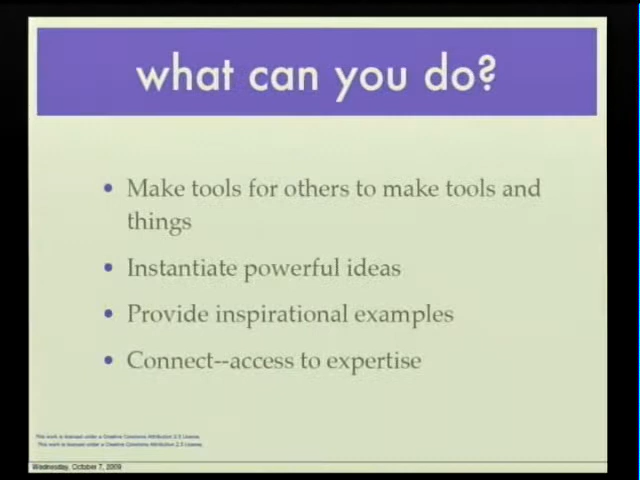 what can you do?
• Make tools for others to make tools and
things
• Instantiate powerful ideas
• Provide inspirational examples
• Connect--access to expertise
This work is licensed under a Creative Commons Attribution 2.5 License.
This work is licensed under a Creative Commons Attribution 2.5 License.
Wednesday, October 7, 2009